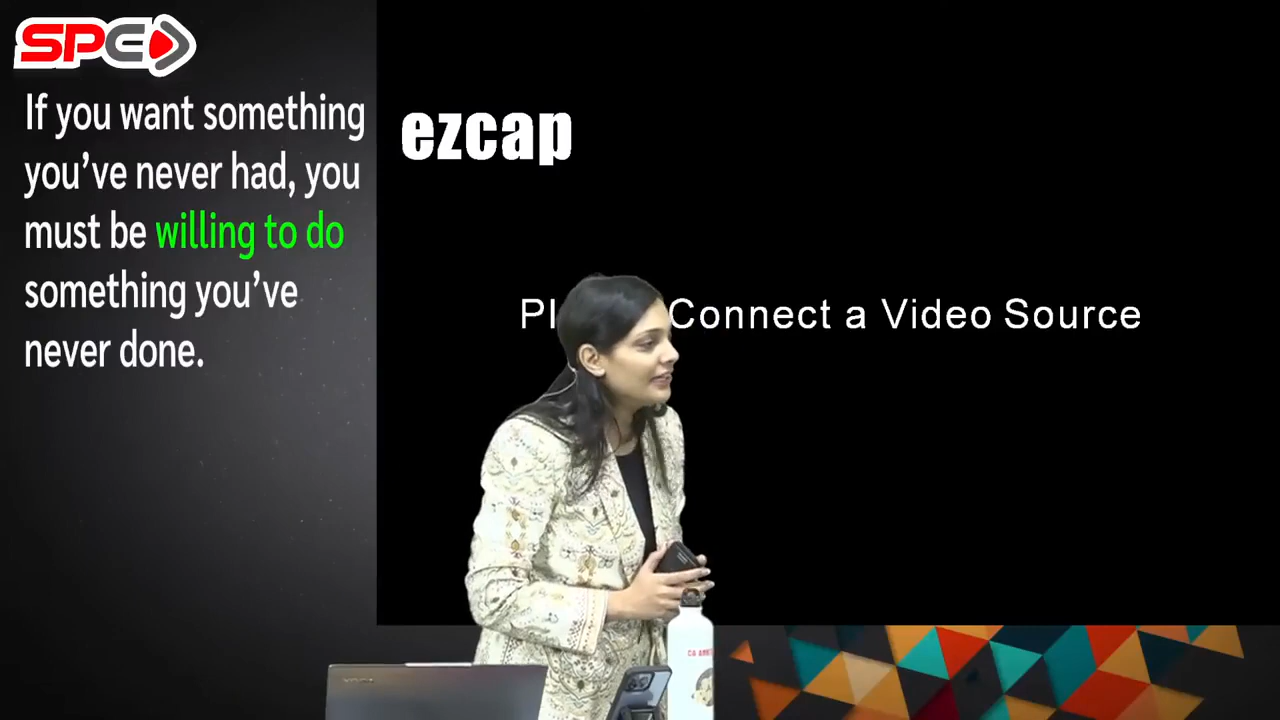 SPE
If you want something
you’ve never had, you
must be willing to do
something you’ve
never done.
ezcap
Connect a Video Source